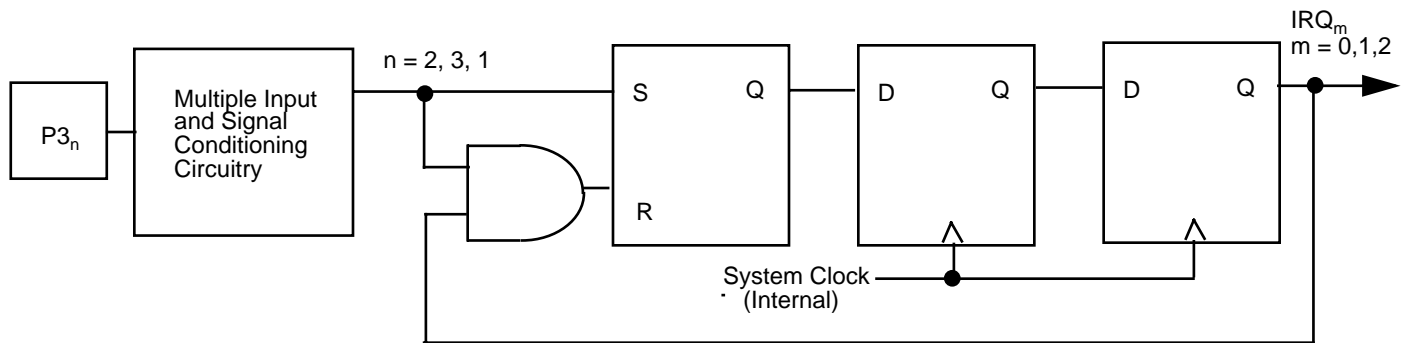 IRQm
m = 0,1,2
n = 2, 3, 1
P3n
Multiple Input
and Signal
Conditioning
Circuitry
S
Q
R
D
Q
D
Q
System Clock
(Internal)